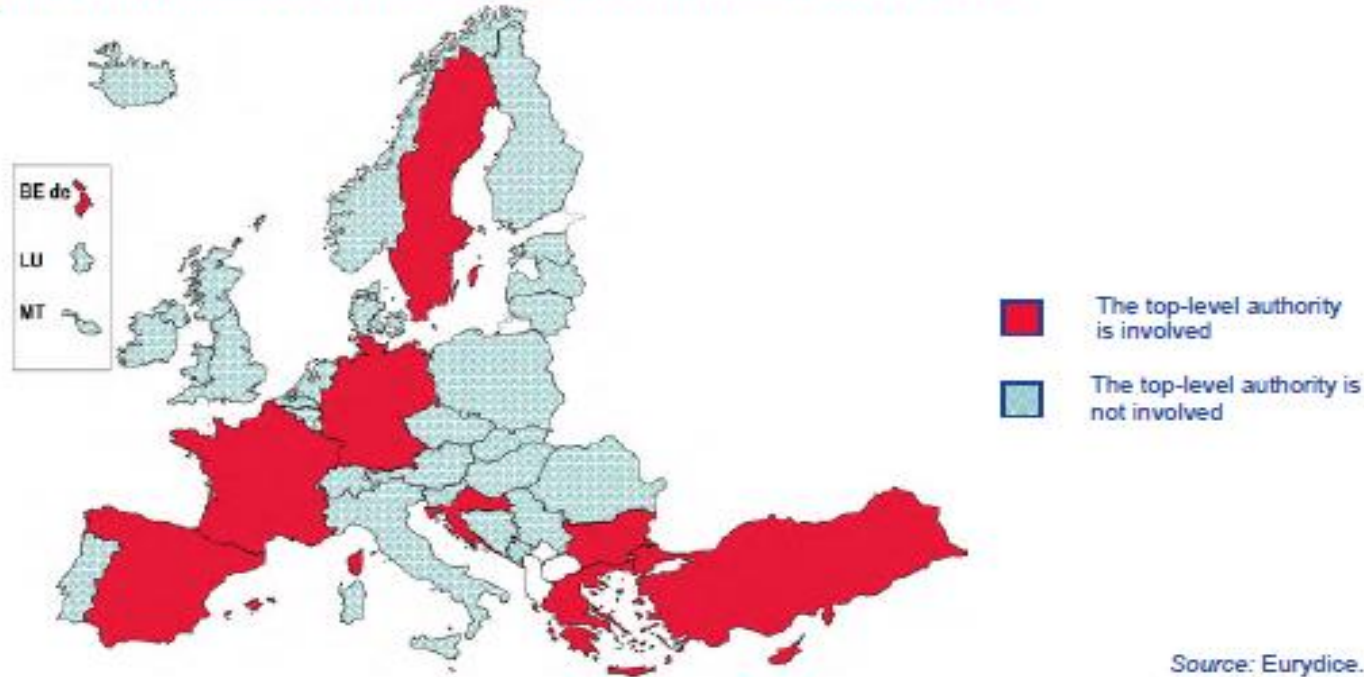 BE de
LU
MT
The top-level authority
is involved
The top-level authority is
not involved
Source: Eurydice.